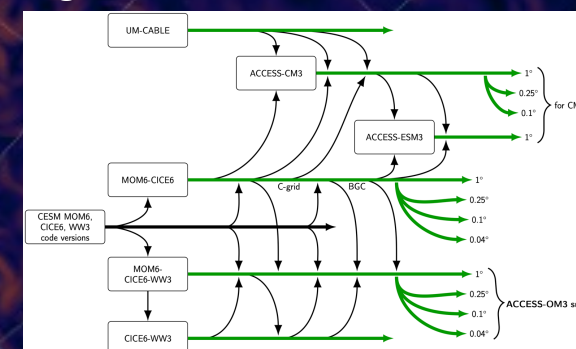 UM-CABLE
ACCESS-CM3
1°
0.25°
0.1°
for
ACCESS-ESM3
1°
MOM6-CICE6
C-grid
BGC
1°
0.25°
0.1°
0.04°
CESM MOM6,
CICE6, WW3
code versions
MOM6-
CICE6-WW3
1°
0.25°
ACCESS-OM3
0.1°
0.04°
CICE6-WW3